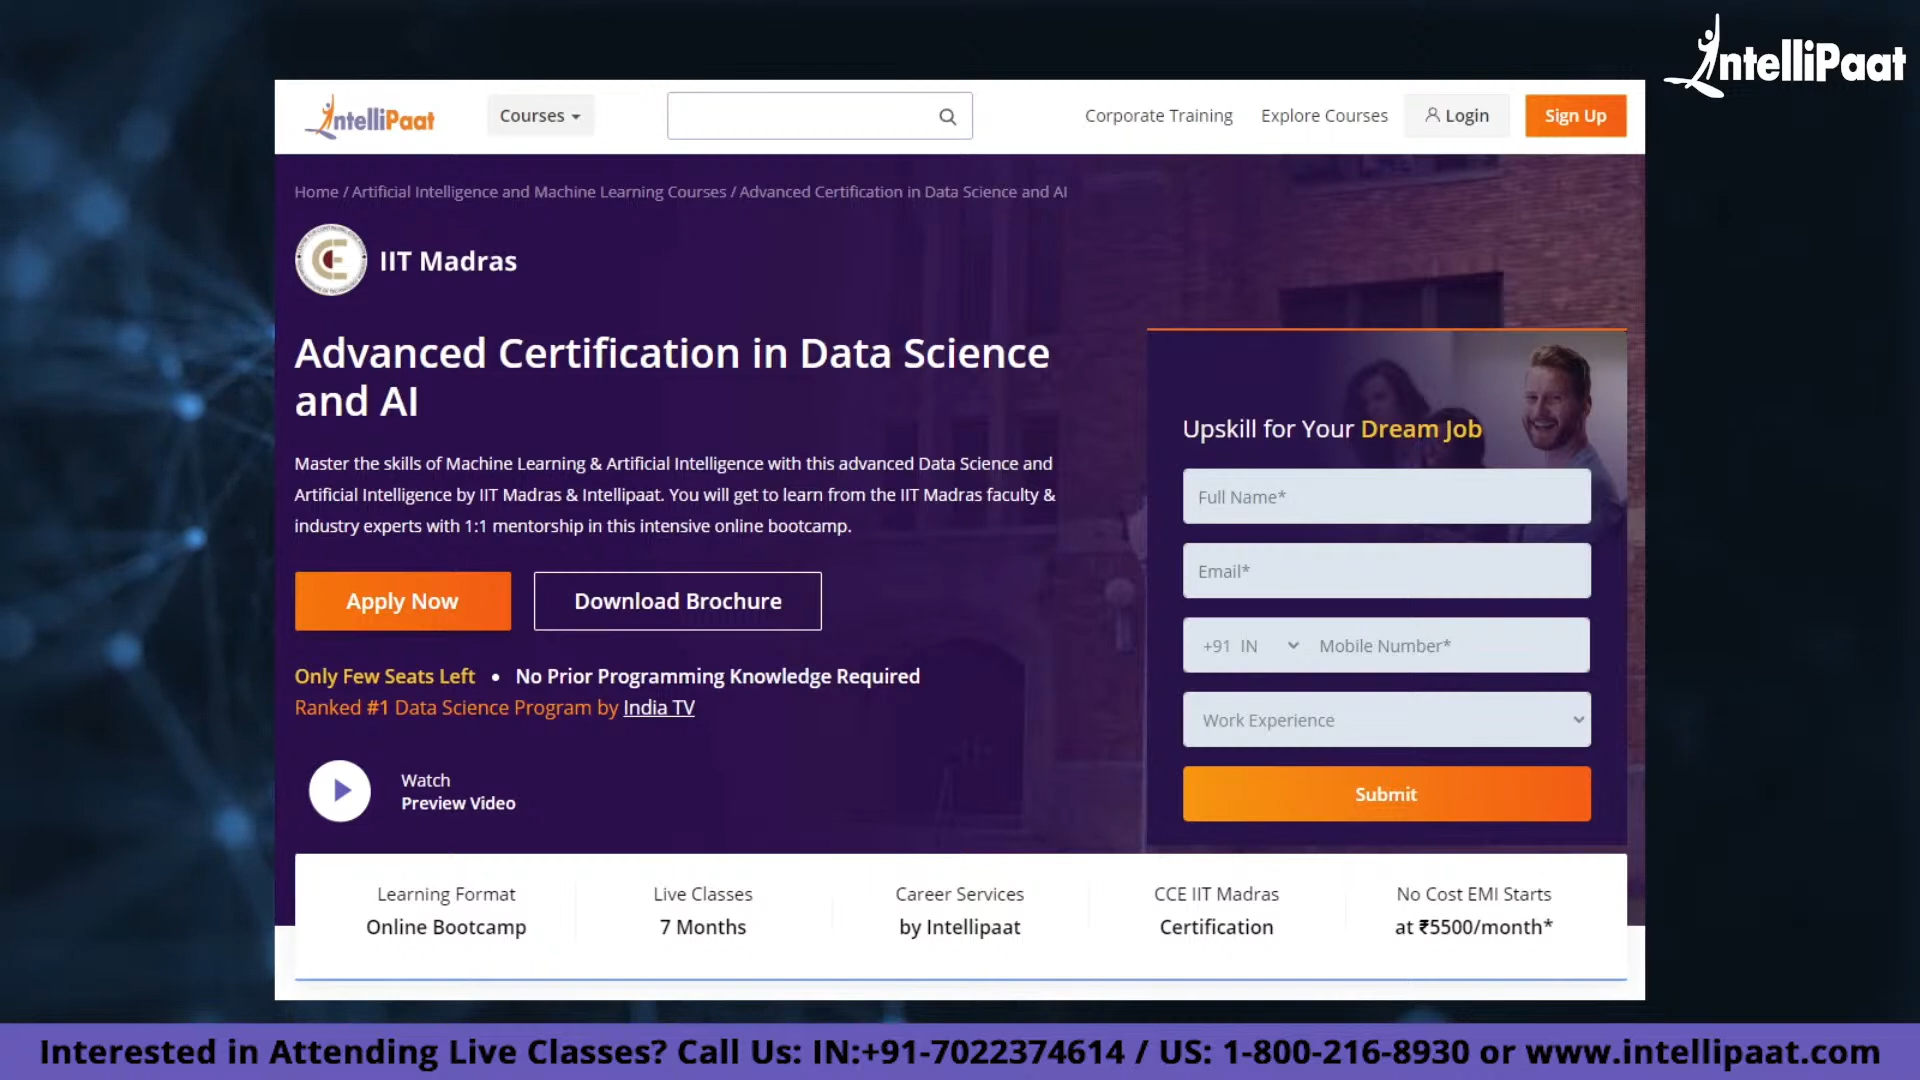 IntelliPaat
IntelliPaat
Courses
Corporate Training
Explore Courses
Login
Sign Up
Home / Artificial Intelligence and Machine Learning Courses / Advanced Certification in Data Science and AI
IIT Madras
Advanced Certification in Data Science
and AI
Master the skills of Machine Learning & Artificial Intelligence with this advanced Data Science and
Artificial Intelligence by IIT Madras & Intellipaat. You will get to learn from the IIT Madras faculty &
industry experts with 1:1 mentorship in this intensive online bootcamp.
Apply Now
Download Brochure
Only Few Seats Left • No Prior Programming Knowledge Required
Ranked #1 Data Science Program by India TV
Watch
Preview Video
Upskill for Your Dream Job
Full Name*
Email*
+91 IN
Mobile Number*
Work Experience
Submit
Learning Format
Online Bootcamp
Live Classes
7 Months
Career Services
by Intellipaat
CCE IIT Madras
Certification
No Cost EMI Starts
at ₹5500/month*
Interested in Attending Live Classes? Call Us: IN:+91-7022374614 / US: 1-800-216-8930 or www.intellipaat.com